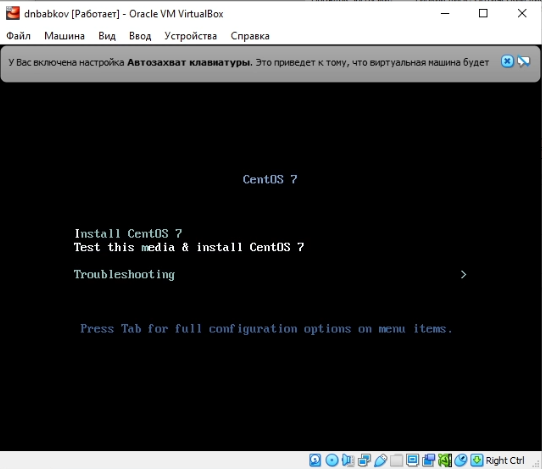 dnbabkov [Работает] - Oracle VM VirtualBox
Файл Машина Вид Ввод Устройства Справка
У Вас включена настройка Автозахват клавиатуры. Это приведет к тому, что виртуальная машина будет
CentOS 7
Install CentOS 7
Test this media & install CentOS 7
Troubleshooting >
Press Tab for full configuration options on menu items.
Right Ctrl